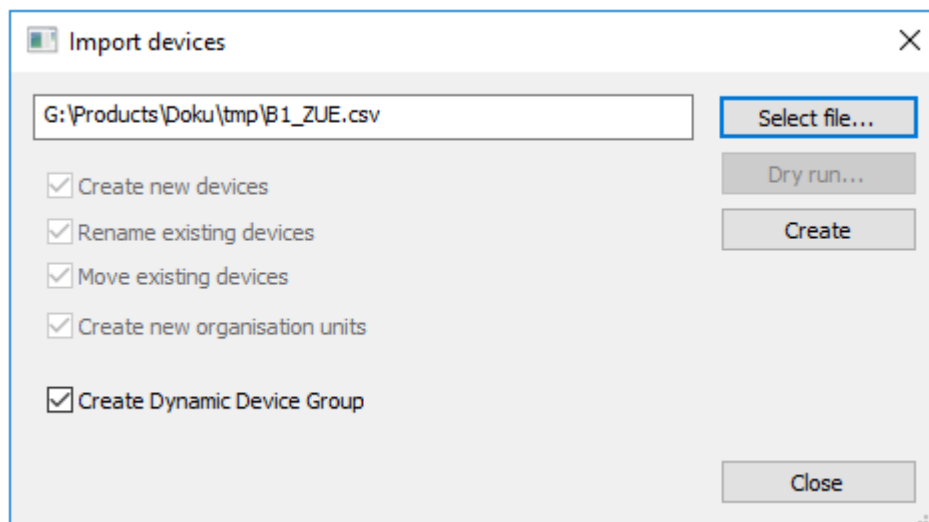 Import devices
G:\Products\Doku\tmp\B1_ZUE.csv
Select file...
Create new devices
Dry run...
Rename existing devices
Create
Move existing devices
Create new organisation units
Create Dynamic Device Group
Close